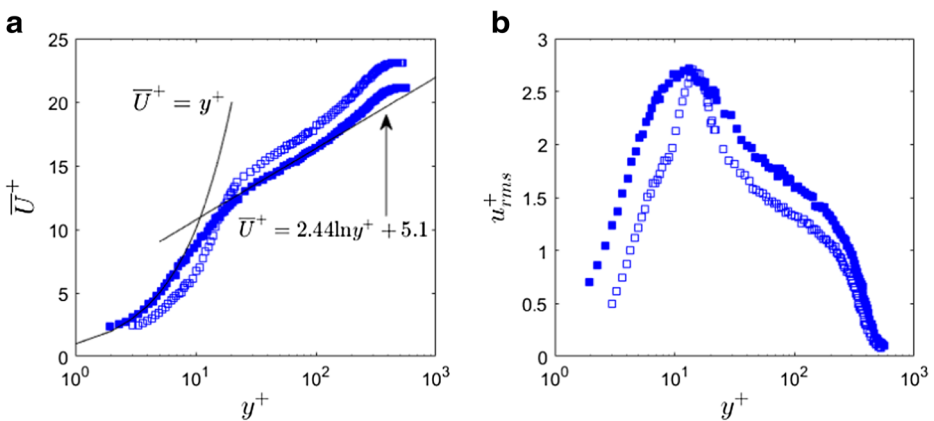 a
b
25
20
15
10
5
0
10⁰
10¹
10²
10³
U̅⁺
y⁺
U̅⁺ = y⁺
U̅⁺ = 2.44lny⁺ + 5.1
3
2.5
2
1.5
1
0.5
0
10⁰
10¹
10²
10³
u⁺rms
y⁺